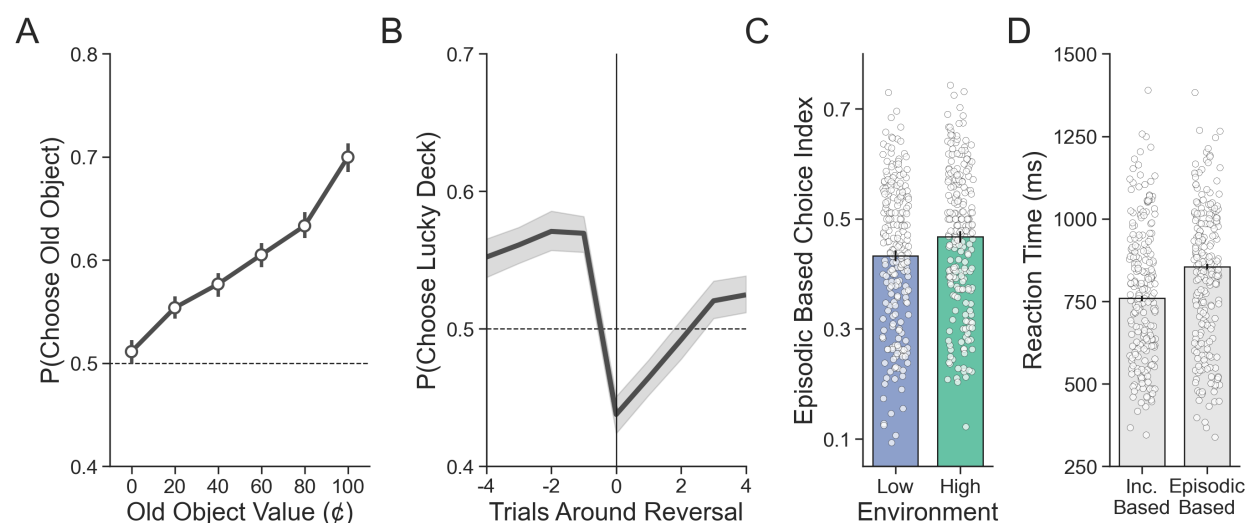 A
P(Choose Old Object)
0.8
0.7
0.6
0.5
0.4
0 20 40 60 80 100
Old Object Value (¢)
B
P(Choose Lucky Deck)
0.7
0.6
0.5
0.4
-4 -2 0 2 4
Trials Around Reversal
C
Episodic Based Choice Index
0.7
0.5
0.3
0.1
Low High
Environment
D
Reaction Time (ms)
1500
1250
1000
750
500
250
Inc. Episodic
Based Based